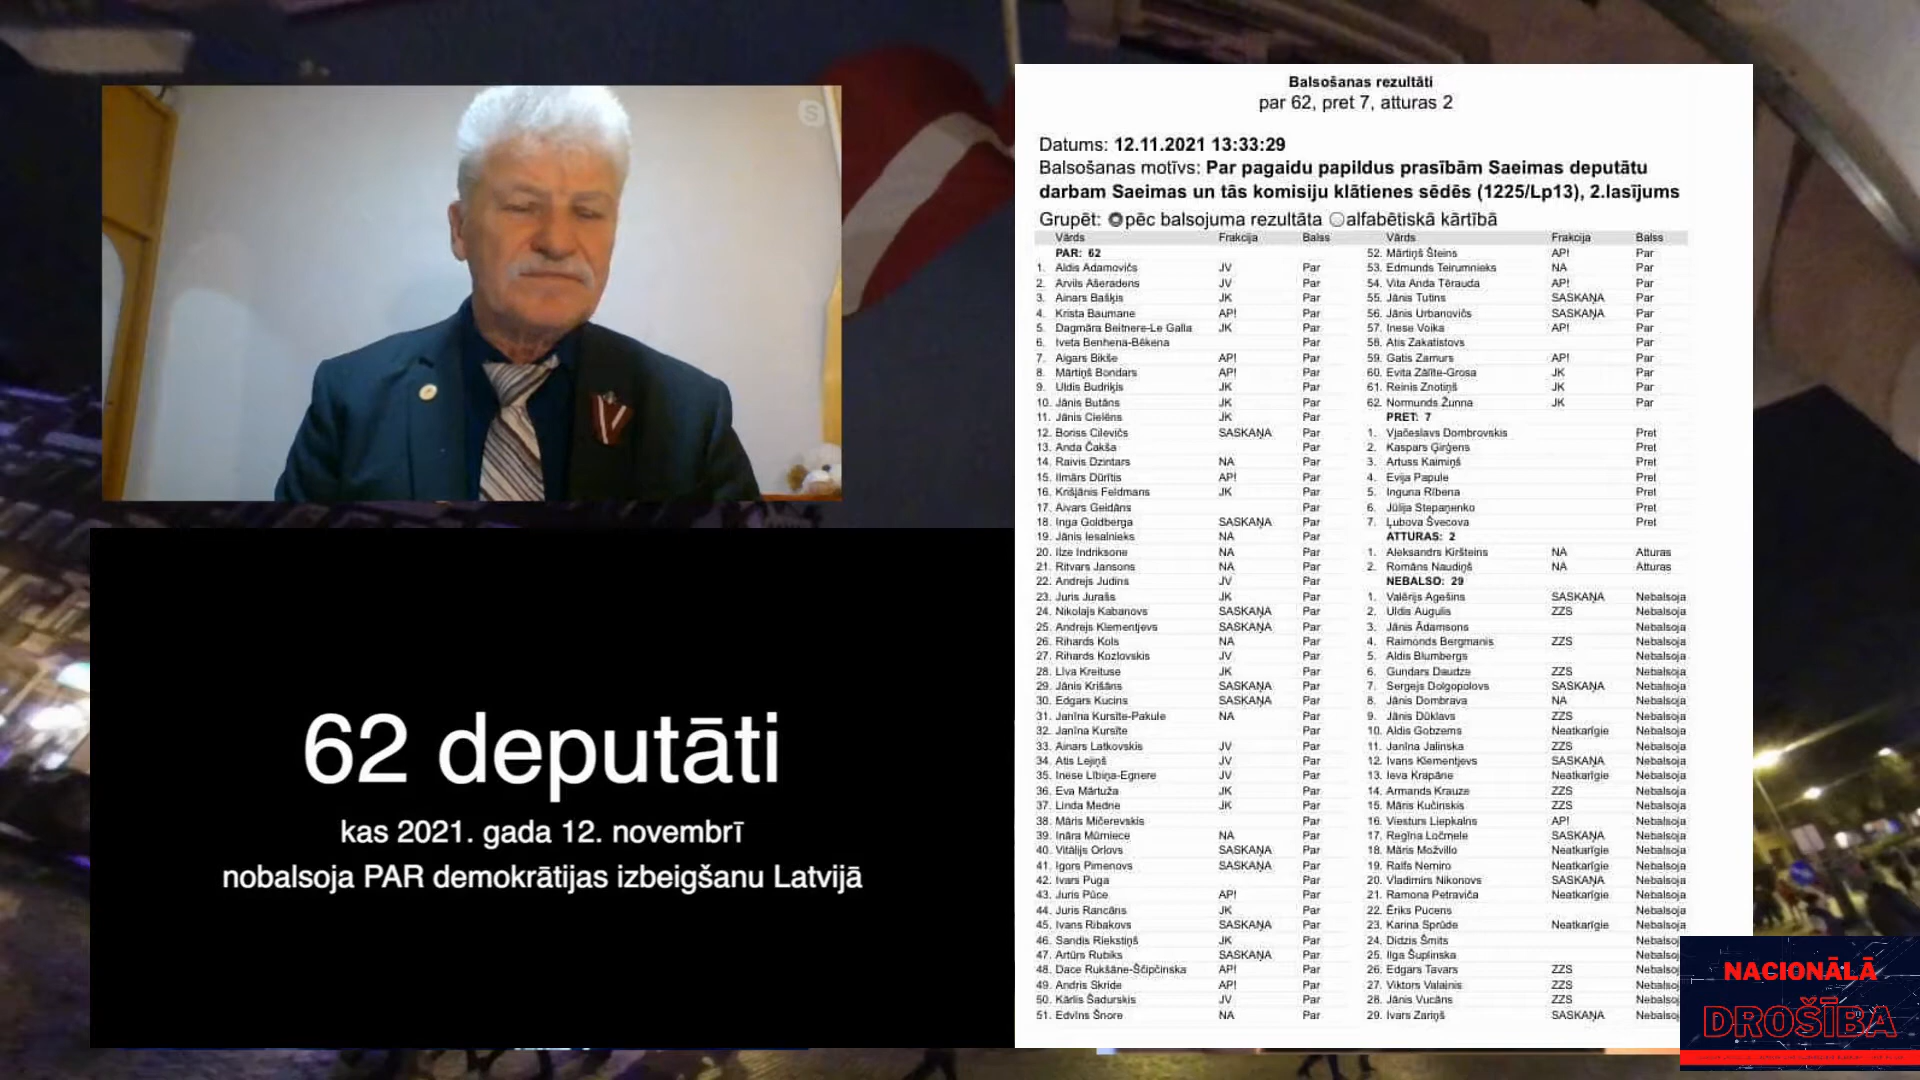 Balsošanas rezultāti
par 62, pret 7, atturas 2
Datums: 12.11.2021 13:33:29
Balsošanas motīvs: Par pagaidu papildus prasībām Saeimas deputātu
darbam Saeimas un tās komisiju klātienes sēdēs (1225/Lp13), 2.lasījums
Grupēt: pēc balsojuma rezultāta alfabētiskā kārtībā
Vārds Frakcija Balss
PAR: 62
1. Aldis Adamovičs JV Par
2. Arvils Ašeradens JV Par
3. Ainars Bašķis JK Par
4. Krista Baumane AP! Par
5. Dagmāra Beitnere-Le Galla JK Par
6. Iveta Benhena-Bēkena Par
7. Aigars Bikše AP! Par
8. Mārtiņš Bondars AP! Par
9. Uldis Budriķis JK Par
10. Jānis Butāns JK Par
11. Jānis Cielēns JK Par
12. Boriss Cilevičs SASKAŅA Par
13. Anda Čakša Par
14. Raivis Dzintars NA Par
15. Ilmārs Dūrītis AP! Par
16. Krišjānis Feldmans JK Par
17. Aivars Geidāns Par
18. Inga Goldberga SASKAŅA Par
19. Jānis Iesalnieks NA Par
20. Ilze Indriksone NA Par
21. Ritvars Jansons NA Par
22. Andrejs Judins JV Par
23. Juris Jurašs JK Par
24. Nikolajs Kabanovs SASKAŅA Par
25. Andrejs Klementjevs SASKAŅA Par
26. Rihards Kols NA Par
27. Rihards Kozlovskis JV Par
28. Līva Kreituse JK Par
29. Jānis Krišāns SASKAŅA Par
30. Edgars Kucins SASKAŅA Par
31. Janīna Kursīte-Pakule NA Par
32. Janīna Kursīte Par
33. Ainars Latkovskis JV Par
34. Atis Lejiņš JV Par
35. Inese Lībiņa-Egnere JV Par
36. Eva Mārtuža JK Par
37. Linda Medne JK Par
38. Māris Mičerevskis Par
39. Ināra Mūrniece NA Par
40. Vitālijs Orlovs SASKAŅA Par
41. Igors Pimenovs SASKAŅA Par
42. Ivars Puga Par
43. Juris Pūce AP! Par
44. Juris Rancāns JK Par
45. Ivans Ribakovs SASKAŅA Par
46. Sandis Riekstiņš JK Par
47. Artūrs Rubiks SASKAŅA Par
48. Dace Rukšāne-Ščipčinska AP! Par
49. Andris Skride AP! Par
50. Kārlis Šadurskis JV Par
51. Edvīns Šnore NA Par
Vārds Frakcija Balss
52. Mārtiņš Šteins AP! Par
53. Edmunds Teirumnieks NA Par
54. Vita Anda Tērauda AP! Par
55. Jānis Tutins SASKAŅA Par
56. Jānis Urbanovičs SASKAŅA Par
57. Inese Voika AP! Par
58. Atis Zakatistovs Par
59. Gatis Zamurs AP! Par
60. Evita Zālīte-Grosa JK Par
61. Reinis Znotiņš JK Par
62. Normunds Žunna JK Par
PRET: 7
1. Vjačeslavs Dombrovskis Pret
2. Kaspars Ģirģens Pret
3. Artuss Kaimiņš Pret
4. Evija Papule Pret
5. Inguna Rībena Pret
6. Jūlija Stepaņenko Pret
7. Ļubova Švecova Pret
ATTURAS: 2
1. Aleksandrs Kiršteins NA Atturas
2. Romāns Naudiņš NA Atturas
NEBALSO: 29
1. Valērijs Agešins SASKAŅA Nebalsoja
2. Uldis Augulis ZZS Nebalsoja
3. Jānis Ādamsons Nebalsoja
4. Raimonds Bergmanis ZZS Nebalsoja
5. Aldis Blumbergs Nebalsoja
6. Gundars Daudze ZZS Nebalsoja
7. Sergejs Dolgopolovs SASKAŅA Nebalsoja
8. Jānis Dombrava NA Nebalsoja
9. Jānis Dūklavs ZZS Nebalsoja
10. Aldis Gobzems Neatkarīgie Nebalsoja
11. Janīna Jalinska ZZS Nebalsoja
12. Ivans Klementjevs SASKAŅA Nebalsoja
13. Ieva Krapāne Neatkarīgie Nebalsoja
14. Armands Krauze ZZS Nebalsoja
15. Māris Kučinskis ZZS Nebalsoja
16. Viesturs Liepkalns AP! Nebalsoja
17. Regīna Ločmele SASKAŅA Nebalsoja
18. Māris Možvillo Neatkarīgie Nebalsoja
19. Ralfs Nemiro Neatkarīgie Nebalsoja
20. Vladimirs Nikonovs SASKAŅA Nebalsoja
21. Ramona Petraviča Neatkarīgie Nebalsoja
22. Ēriks Pucens Nebalsoja
23. Karina Sprūde Neatkarīgie Nebalsoja
24. Didzis Šmits Nebalsoj
25. Ilga Šuplinska Nebalsoj
26. Edgars Tavars ZZS Nebalsoj
27. Viktors Valainis ZZS Nebalsoj
28. Jānis Vucāns ZZS Nebalsoj
29. Ivars Zariņš SASKAŅA Nebalsoj
62 deputāti
kas 2021. gada 12. novembrī
nobalsoja PAR demokrātijas izbeigšanu Latvijā
NACIONĀLĀ
DROŠĪBA